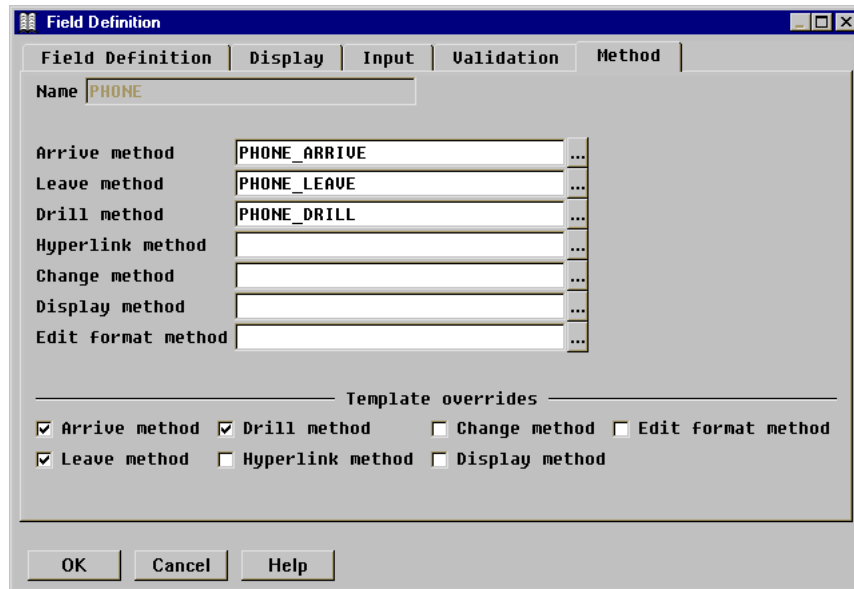 Field Definition
Field Definition Display Input Validation Method
Name PHONE
Arrive method PHONE_ARRIVE ...
Leave method PHONE_LEAVE ...
Drill method PHONE_DRILL ...
Hyperlink method ...
Change method ...
Display method ...
Edit format method ...
Template overrides
Arrive method Drill method Change method Edit format method
Leave method Hyperlink method Display method
OK Cancel Help